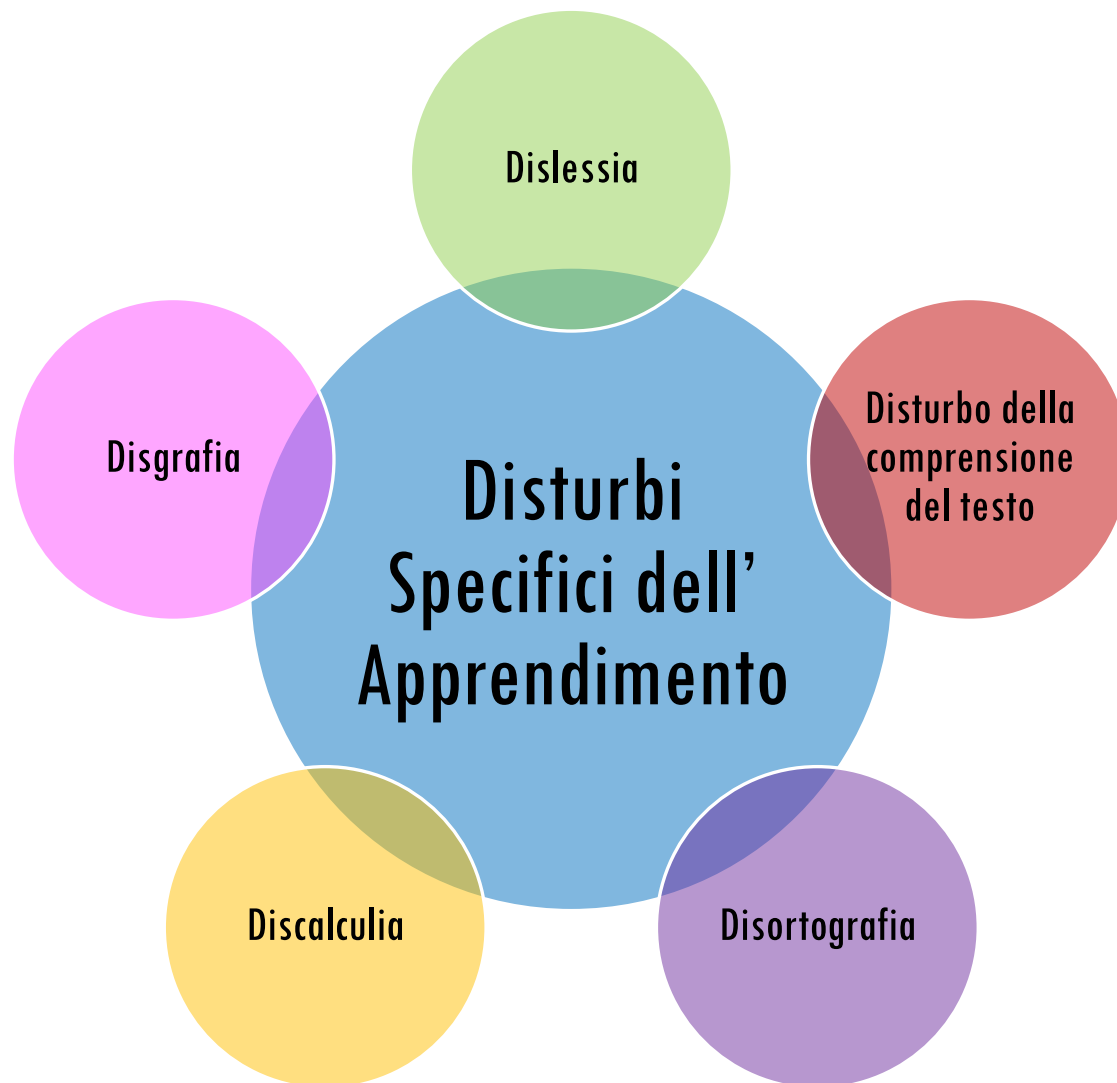 Dislessia
Disturbo della
comprensione
del testo
Disgrafia
Disturbi
Specifici dell’
Apprendimento
Discalculia
Disortografia